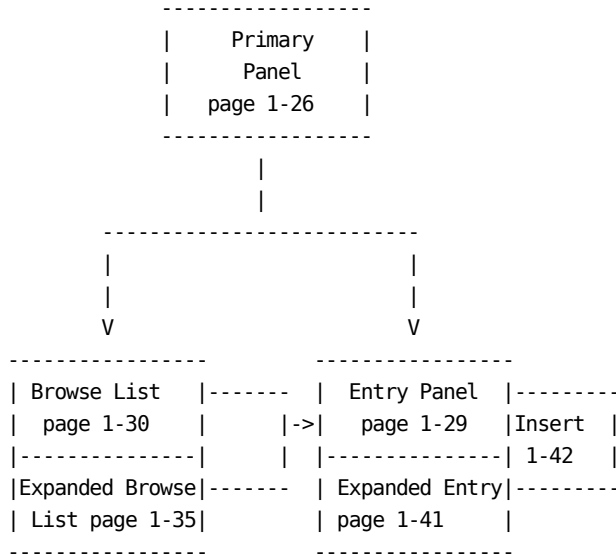 Primary
Panel
page 1-26
V V
Browse List Entry Panel
page 1-30 page 1-29 Insert
1-42
Expanded Browse Expanded Entry
List page 1-35 page 1-41